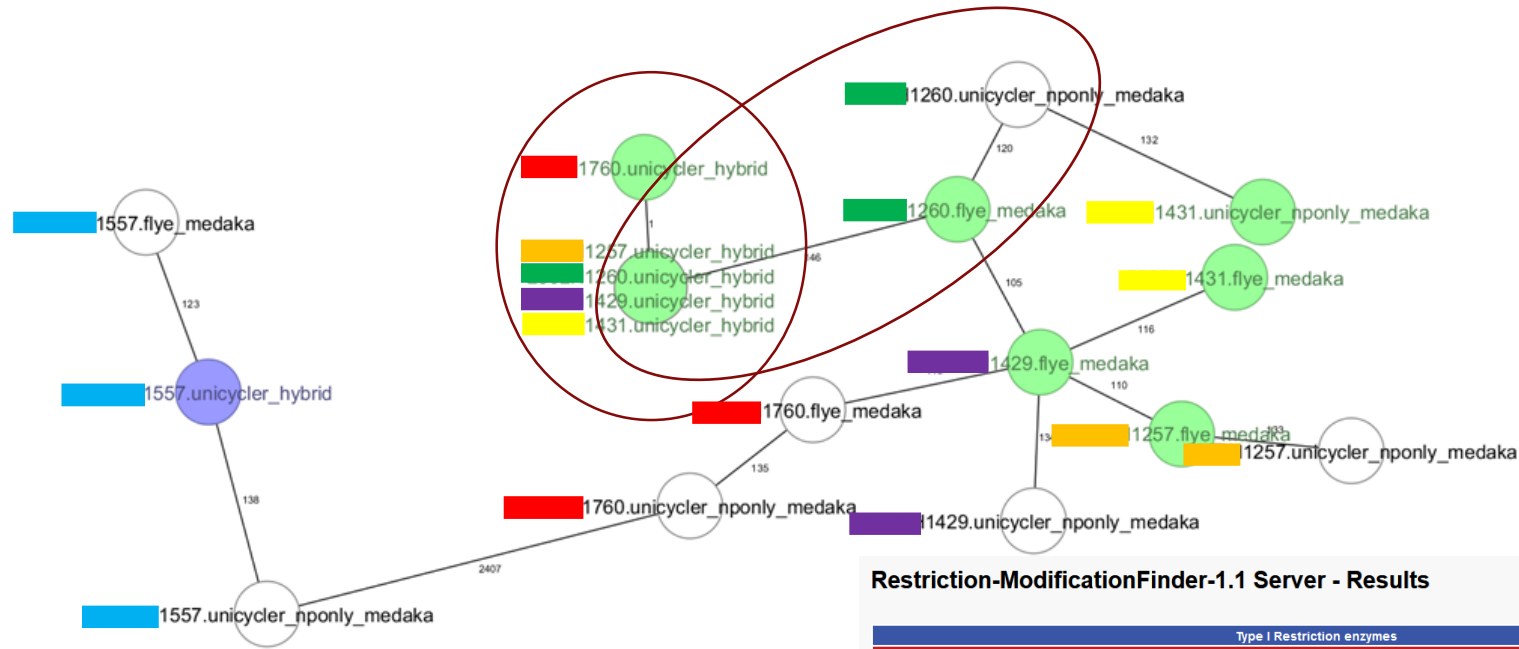 1260.unicycler_nponly_medaka
132
120
1760.unicycler_hybrid
1260.flye_medaka
1431.unicycler_nponly_medaka
1557.flye_medaka
1
1257.unicycler_hybrid
1260.unicycler_hybrid
1429.unicycler_hybrid
1431.unicycler_hybrid
1431.flye_medaka
105
123
116
1429.flye_medaka
110
1557.unicycler_hybrid
1760.flye_medaka
1257.flye_medaka
1257.unicycler_nponly_medaka
135
138
1760.unicycler_nponly_medaka
1429.unicycler_nponly_medaka
2407
1557.unicycler_nponly_medaka
Restriction-ModificationFinder-1.1 Server - Results
Type I Restriction enzymes